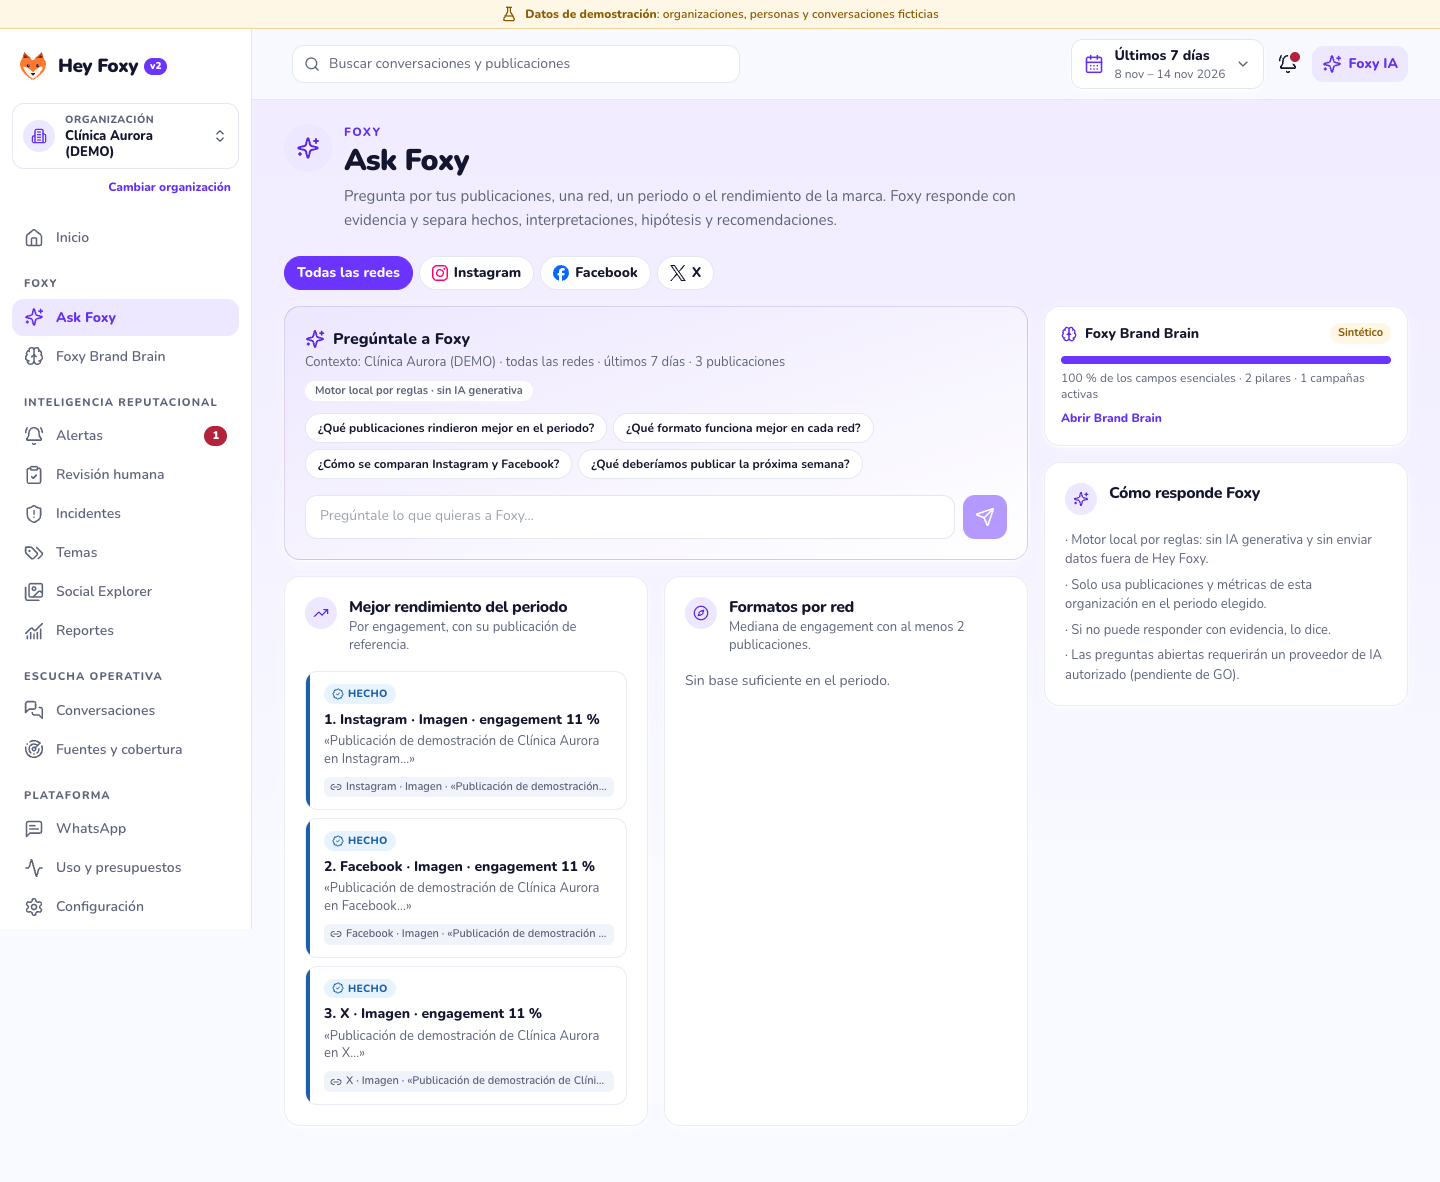 Datos de demostración: organizaciones, personas y conversaciones ficticias
Hey Foxy v2
Buscar conversaciones y publicaciones
Últimos 7 días
8 nov – 14 nov 2026
Foxy IA
ORGANIZACIÓN
Clínica Aurora
(DEMO)
Cambiar organización
Inicio
FOXY
Ask Foxy
Foxy Brand Brain
INTELIGENCIA REPUTACIONAL
Alertas 1
Revisión humana
Incidentes
Temas
Social Explorer
Reportes
ESCUCHA OPERATIVA
Conversaciones
Fuentes y cobertura
PLATAFORMA
WhatsApp
Uso y presupuestos
Configuración
FOXY
Ask Foxy
Pregunta por tus publicaciones, una red, un periodo o el rendimiento de la marca. Foxy responde con
evidencia y separa hechos, interpretaciones, hipótesis y recomendaciones.
Todas las redes
Instagram
Facebook
X
Pregúntale a Foxy
Contexto: Clínica Aurora (DEMO) · todas las redes · últimos 7 días · 3 publicaciones
Motor local por reglas · sin IA generativa
¿Qué publicaciones rindieron mejor en el periodo?
¿Qué formato funciona mejor en cada red?
¿Cómo se comparan Instagram y Facebook?
¿Qué deberíamos publicar la próxima semana?
Pregúntale lo que quieras a Foxy...
Mejor rendimiento del periodo
Por engagement, con su publicación de
referencia.
HECHO
1. Instagram · Imagen · engagement 11 %
«Publicación de demostración de Clínica Aurora
en Instagram...»
Instagram · Imagen · «Publicación de demostración...
HECHO
2. Facebook · Imagen · engagement 11 %
«Publicación de demostración de Clínica Aurora
en Facebook...»
Facebook · Imagen · «Publicación de demostración ...
HECHO
3. X · Imagen · engagement 11 %
«Publicación de demostración de Clínica Aurora
en X...»
X · Imagen · «Publicación de demostración de Clíni...
Formatos por red
Mediana de engagement con al menos 2
publicaciones.
Sin base suficiente en el periodo.
Foxy Brand Brain
Sintético
100 % de los campos esenciales · 2 pilares · 1 campañas
activas
Abrir Brand Brain
Cómo responde Foxy
· Motor local por reglas: sin IA generativa y sin enviar
datos fuera de Hey Foxy.
· Solo usa publicaciones y métricas de esta
organización en el periodo elegido.
· Si no puede responder con evidencia, lo dice.
· Las preguntas abiertas requerirán un proveedor de IA
autorizado (pendiente de GO).